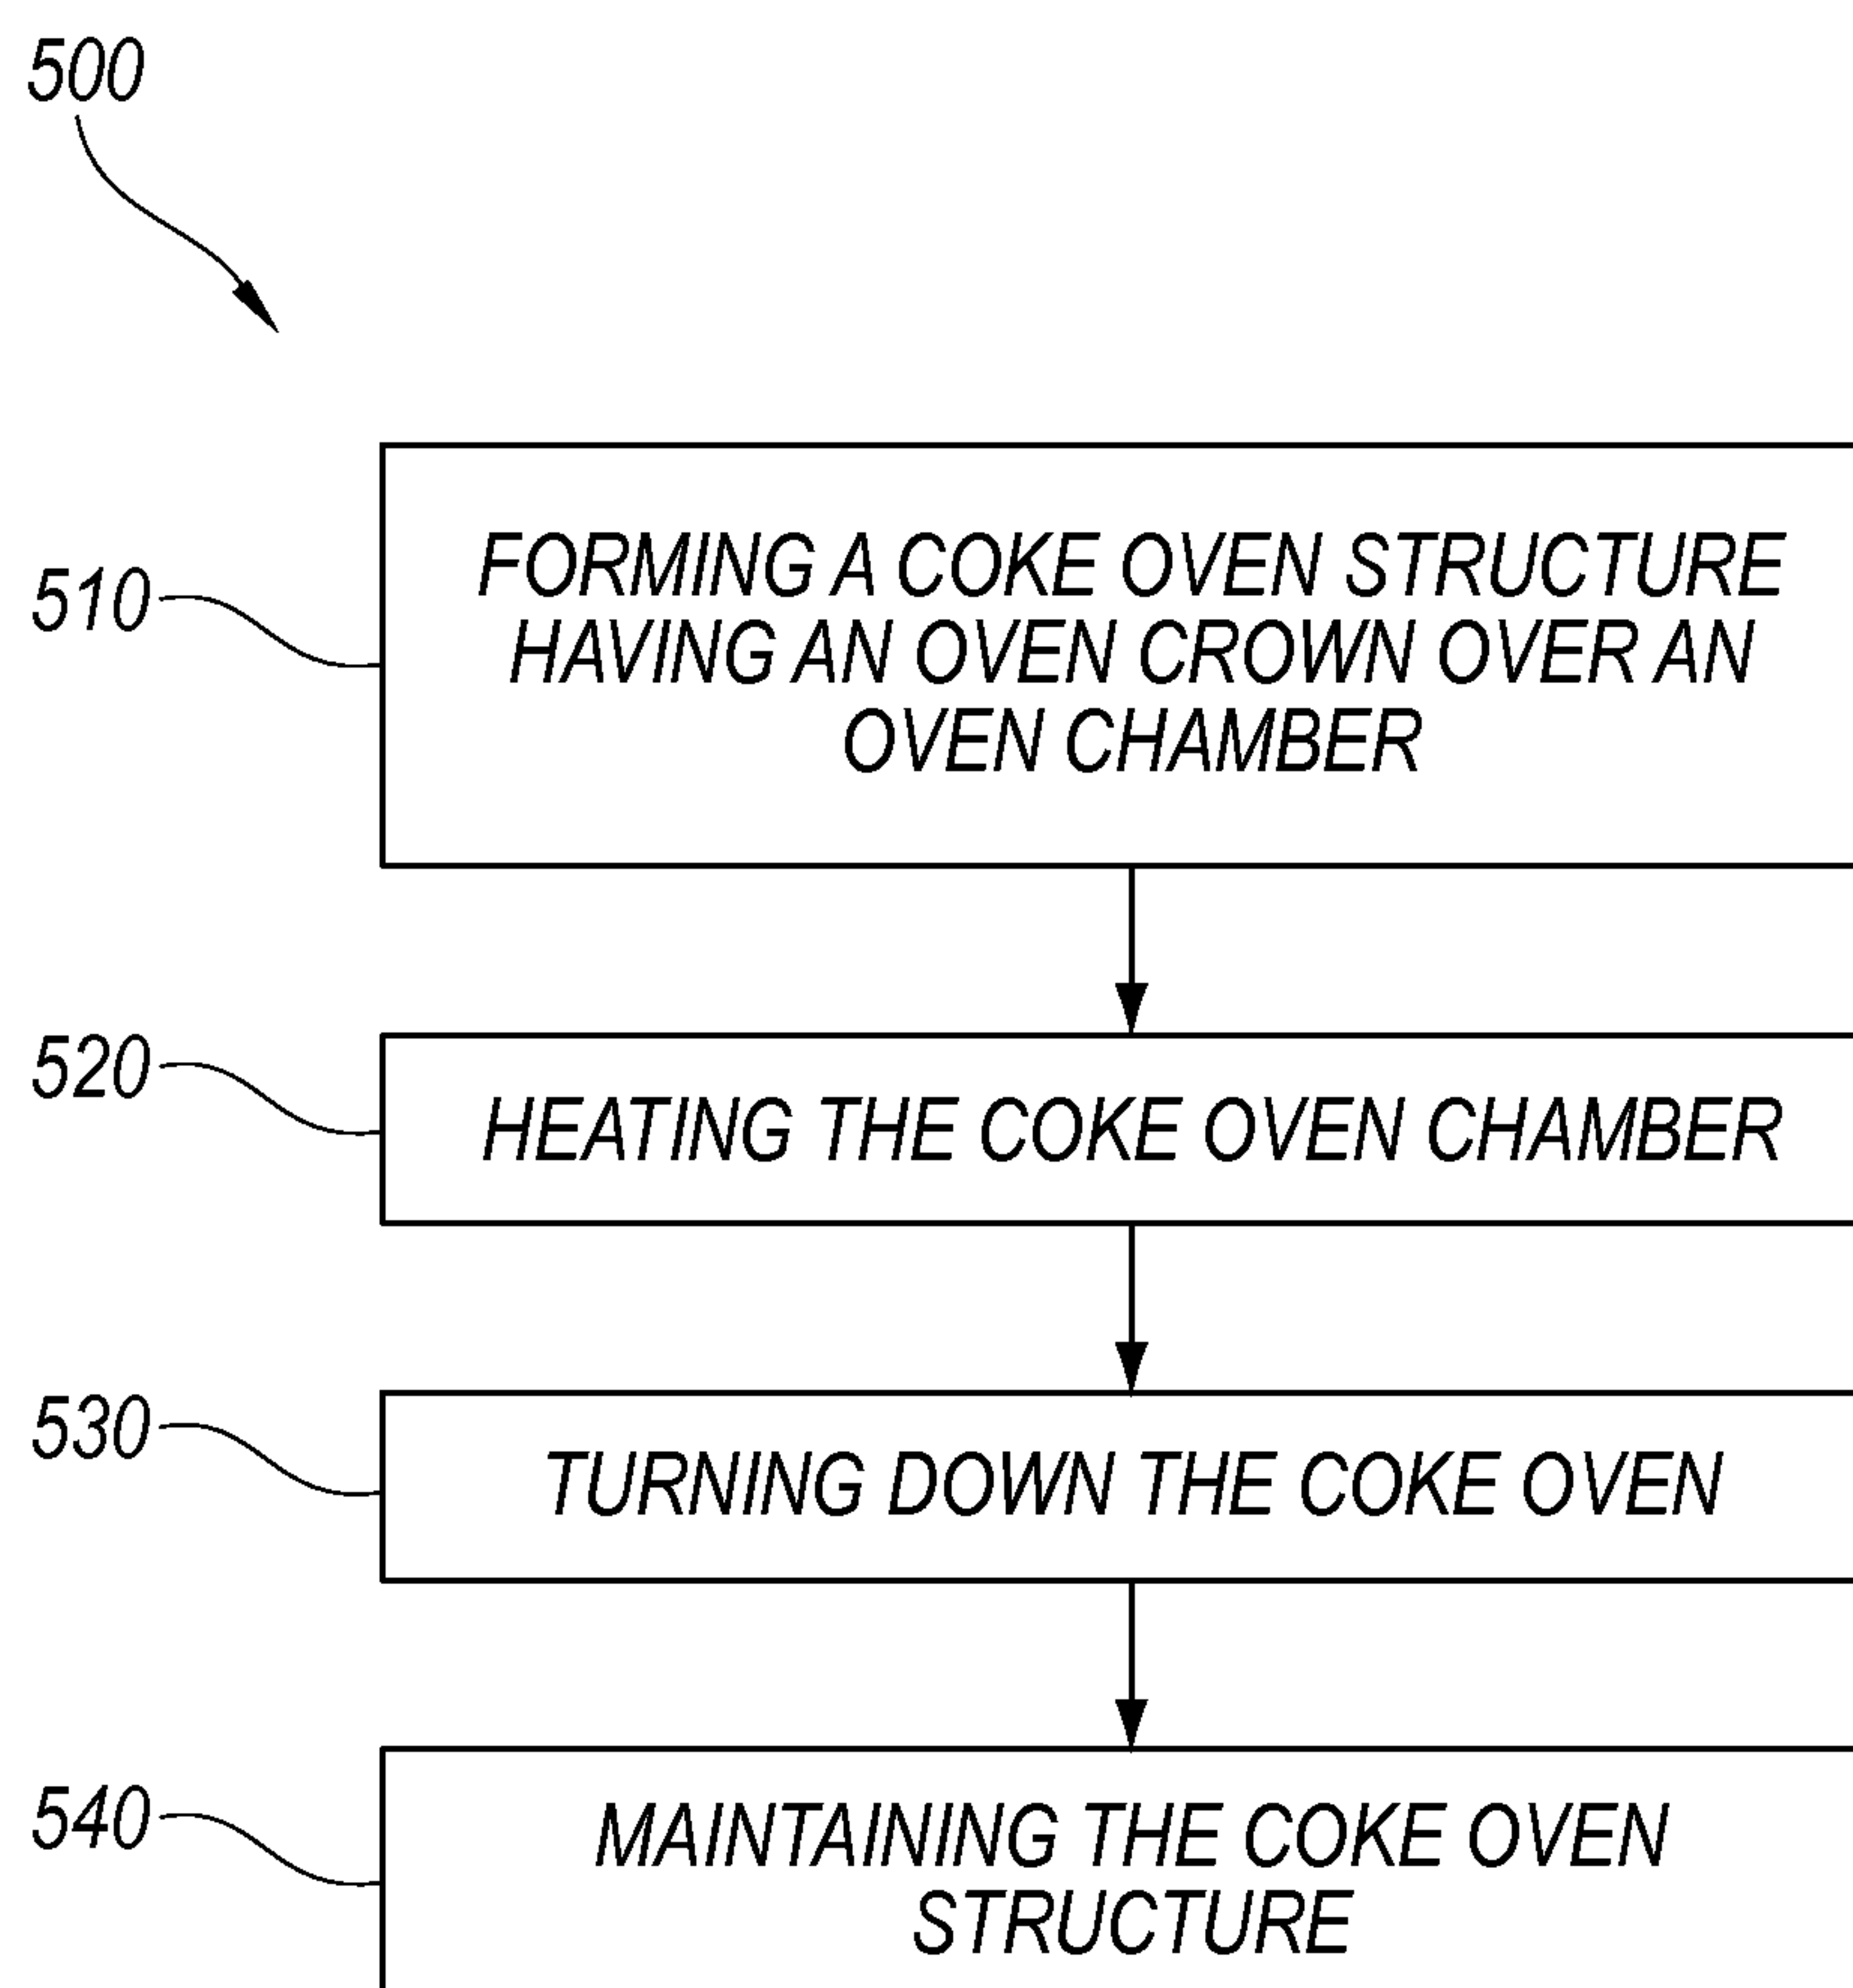 500
510
FORMING A COKE OVEN STRUCTURE
HAVING AN OVEN CROWN OVER AN
OVEN CHAMBER
520
HEATING THE COKE OVEN CHAMBER
530
TURNING DOWN THE COKE OVEN
540
MAINTAINING THE COKE OVEN
STRUCTURE